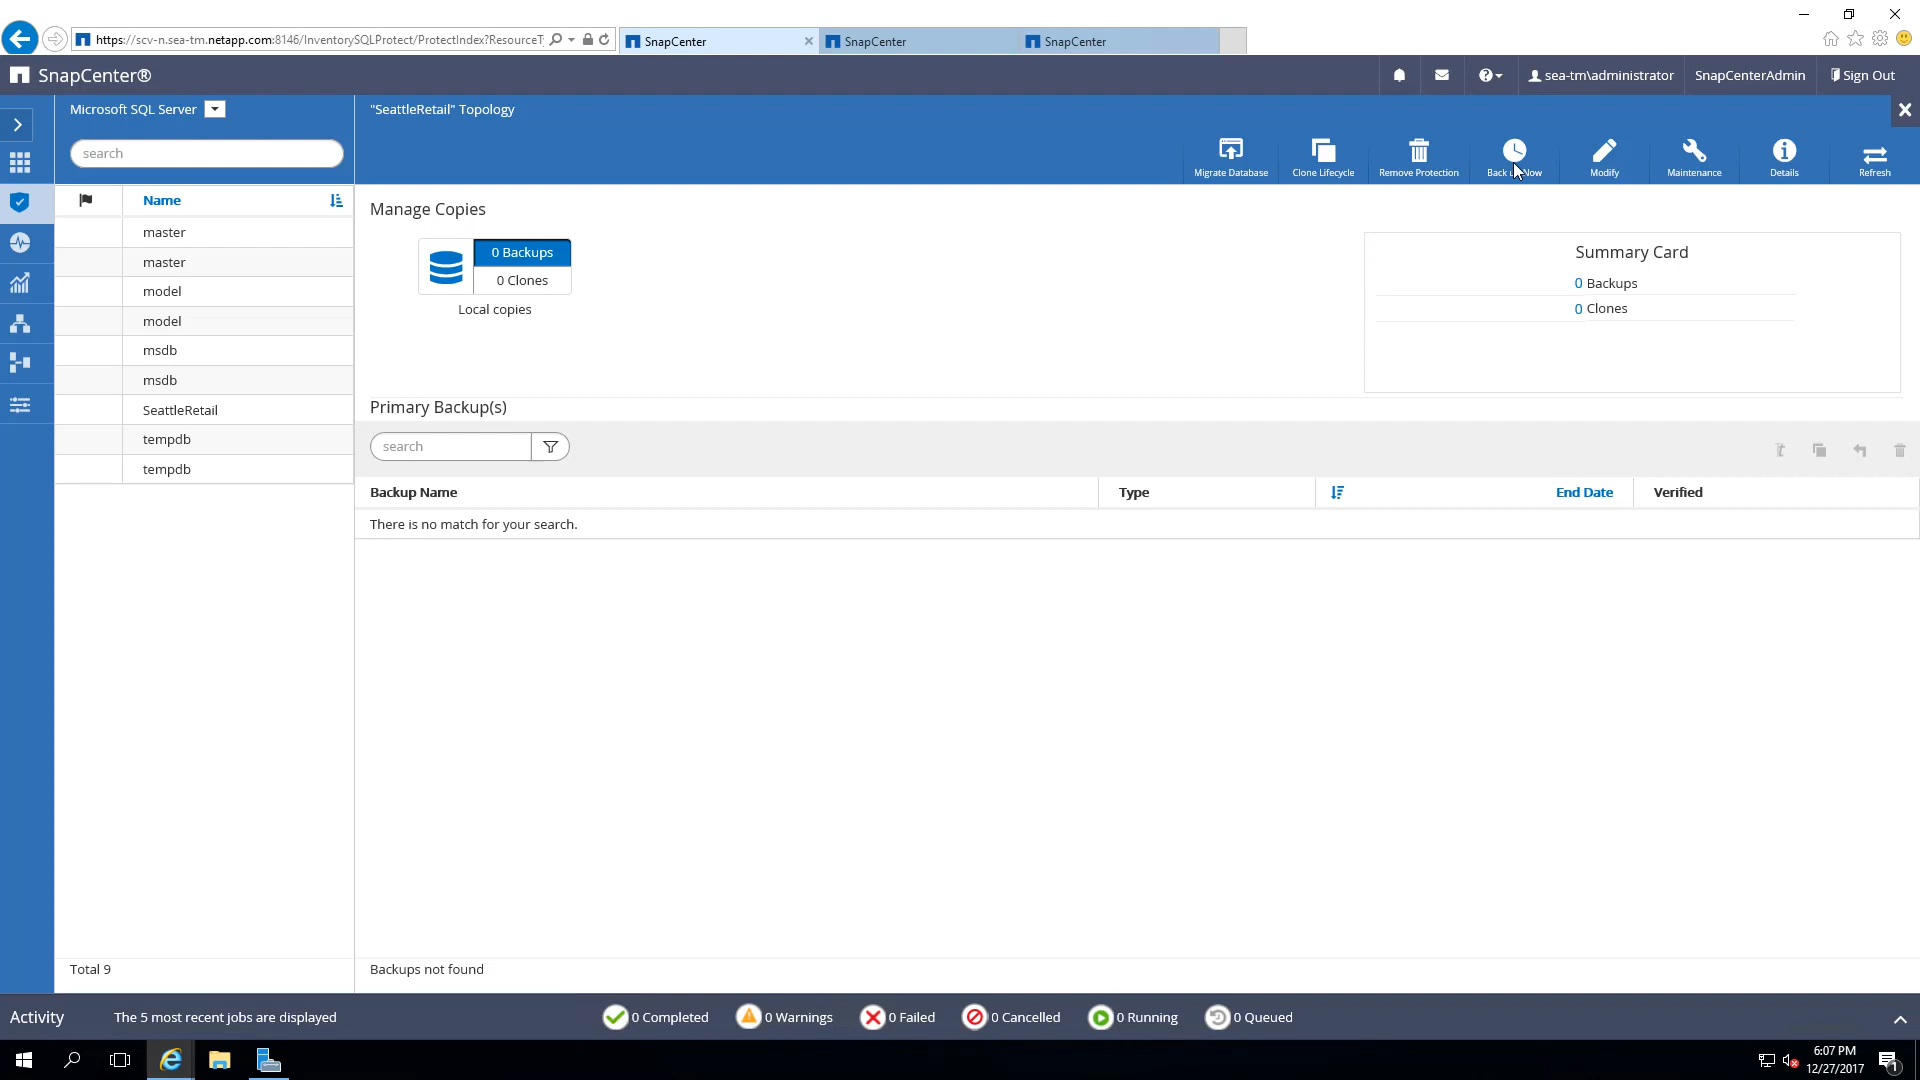 https://scv-n.sea-tm.netapp.com:8146/InventorySQLProtect/ProtectIndex?ResourceT
SnapCenter
SnapCenter
SnapCenter
SnapCenter®
sea-tm\administrator
SnapCenterAdmin
Sign Out
Microsoft SQL Server
"SeattleRetail" Topology
search
Migrate Database
Clone Lifecycle
Remove Protection
Back up Now
Modify
Maintenance
Details
Refresh
Name
master
master
model
model
msdb
msdb
SeattleRetail
tempdb
tempdb
Total 9
Manage Copies
0 Backups
0 Clones
Local copies
Summary Card
0 Backups
0 Clones
Primary Backup(s)
search
Backup Name
Type
End Date
Verified
There is no match for your search.
Backups not found
Activity
The 5 most recent jobs are displayed
0 Completed
0 Warnings
0 Failed
0 Cancelled
0 Running
0 Queued
6:07 PM
12/27/2017
1